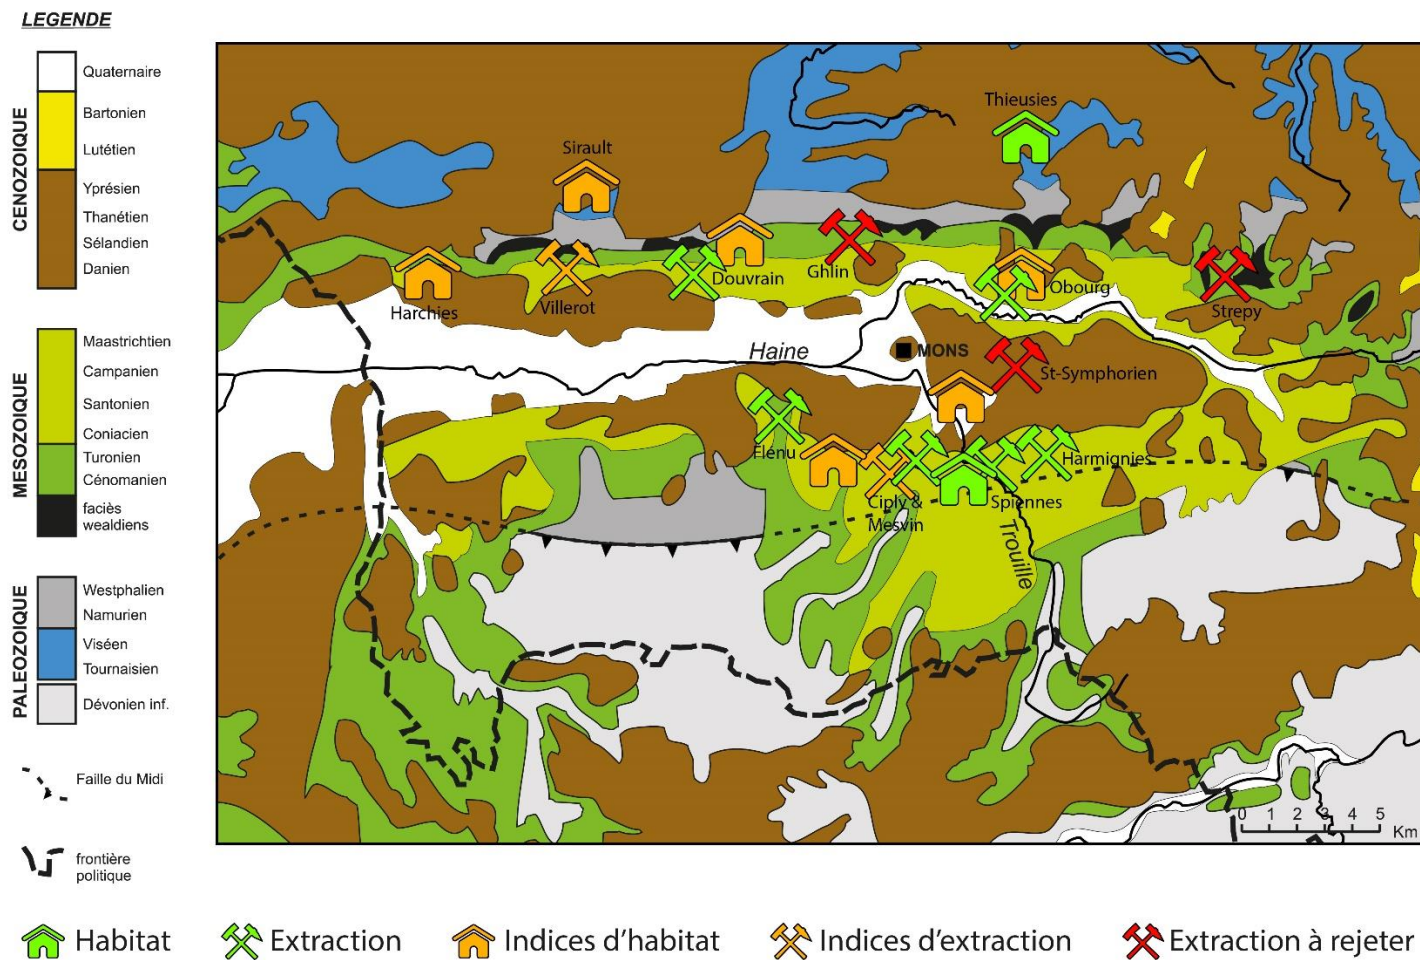 LEGENDE
CENOZOIQUE
Quaternaire
Bartonien
Lutétien
Yprésien
Thanétien
Sélandien
Danien
MESOZOIQUE
Maastrichtien
Campanien
Santonien
Coniacien
Turonien
Cénomanien
faciès
wealdiens
PALEOZOIQUE
Westphalien
Namurien
Viséen
Tournaisien
Dévonien inf.
Faille du Midi
frontière
politique
Thieusies
Sirault
Harchies
Villerot
Douvrain
Ghlin
Obourg
Strepy
Haine
MONS
St-Symphorien
Flénu
Ciply &
Mesvin
Spiennes
Harmignies
Trouille
0 1 2 3 4 5
Km
Habitat
Extraction
Indices d'habitat
Indices d'extraction
Extraction à rejeter